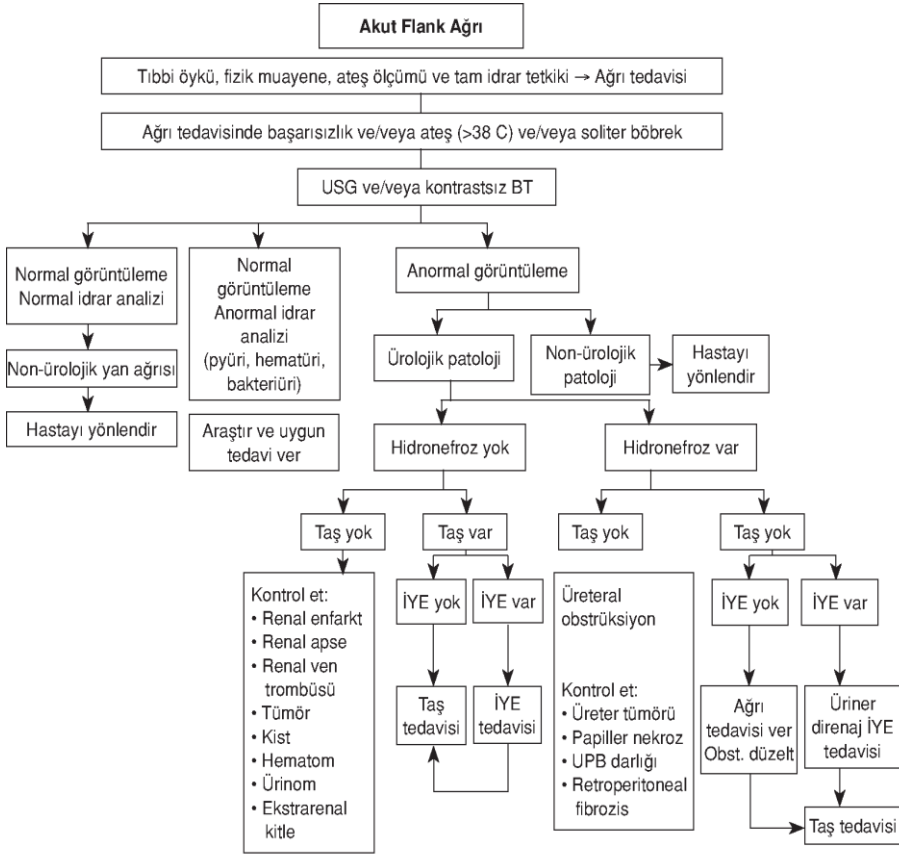 Akut Flank Ağrı
Tıbbi öykü, fizik muayene, ateş ölçümü ve tam idrar tetkiki → Ağrı tedavisi
Ağrı tedavisinde başarısızlık ve/veya ateş (>38 C) ve/veya soliter böbrek
USG ve/veya kontrastsız BT
Normal görüntüleme
Normal idrar analizi
Non-ürolojik yan ağrısı
Hastayı yönlendir
Normal
görüntüleme
Anormal idrar
analizi
(pyüri, hematüri,
bakteriüri)
Araştır ve uygun
tedavi ver
Anormal görüntüleme
Ürolojik patoloji
Non-ürolojik
patoloji
Hastayı
yönlendir
Hidronefroz yok
Hidronefroz var
Taş yok
Taş var
Taş yok
Taş yok
Kontrol et:
• Renal enfarkt
• Renal apse
• Renal ven
trombüsü
• Tümör
• Kist
• Hematom
• Ürinom
• Ekstrarenal
kitle
İYE yok
İYE var
Taş
tedavisi
İYE
tedavisi
Üreteral
obstrüksiyon
Kontrol et:
• Üreter tümörü
• Papiller nekroz
• UPB darlığı
• Retroperitoneal
fibrozis
İYE yok
İYE var
Ağrı
tedavisi ver
Obst. düzelt
Üriner
direnaj İYE
tedavisi
Taş tedavisi